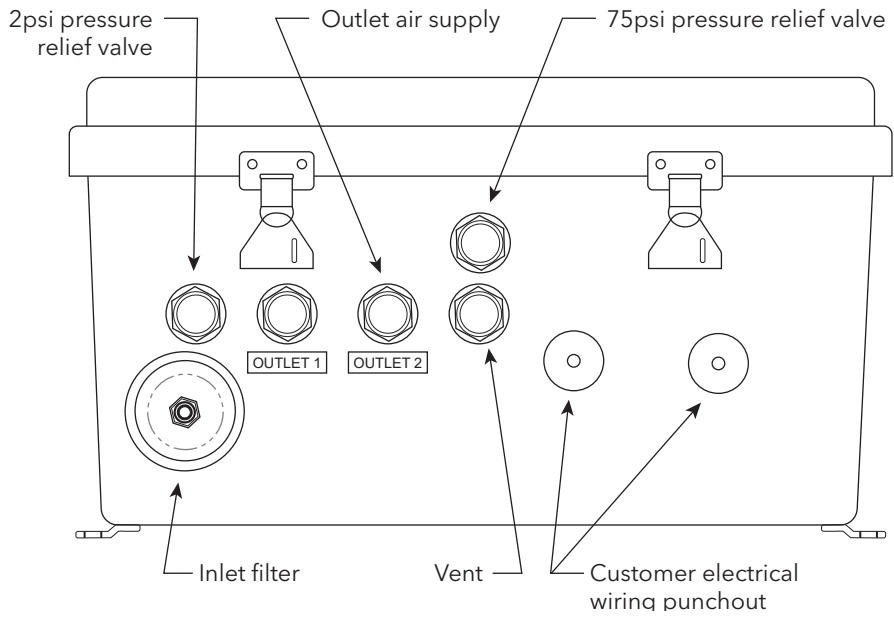 2psi pressure
relief valve
Outlet air supply
75psi pressure relief valve
OUTLET 1
OUTLET 2
Inlet filter
Vent
Customer electrical
wiring punchout